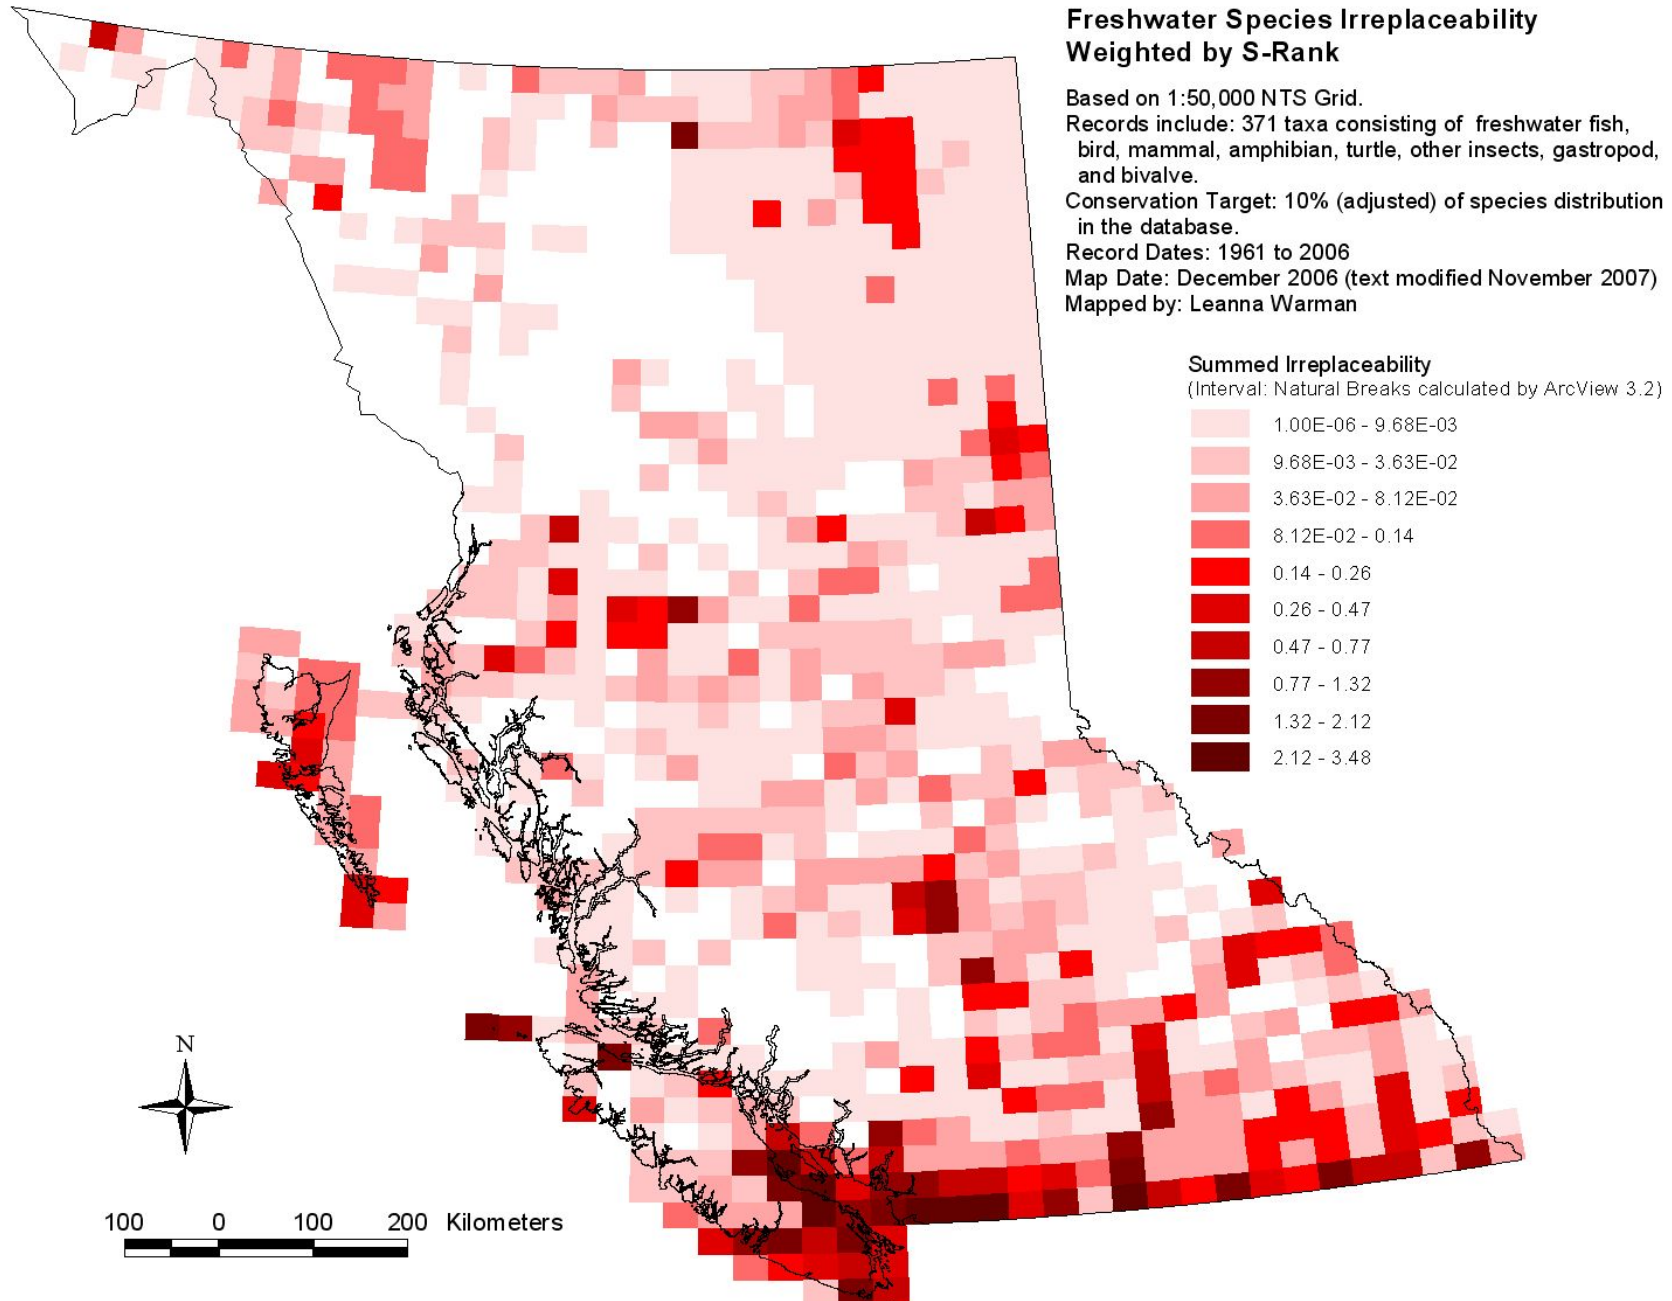 Freshwater Species Irreplaceability
Weighted by S-Rank
Based on 1:50,000 NTS Grid.
Records include: 371 taxa consisting of freshwater fish,
bird, mammal, amphibian, turtle, other insects, gastropod,
and bivalve.
Conservation Target: 10% (adjusted) of species distribution
in the database.
Record Dates: 1961 to 2006
Map Date: December 2006 (text modified November 2007)
Mapped by: Leanna Warman
Summed Irreplaceability
(Interval: Natural Breaks calculated by ArcView 3.2)
1.00E-06 - 9.68E-03
9.68E-03 - 3.63E-02
3.63E-02 - 8.12E-02
8.12E-02 - 0.14
0.14 - 0.26
0.26 - 0.47
0.47 - 0.77
0.77 - 1.32
1.32 - 2.12
2.12 - 3.48
N
100 0 100 200 Kilometers